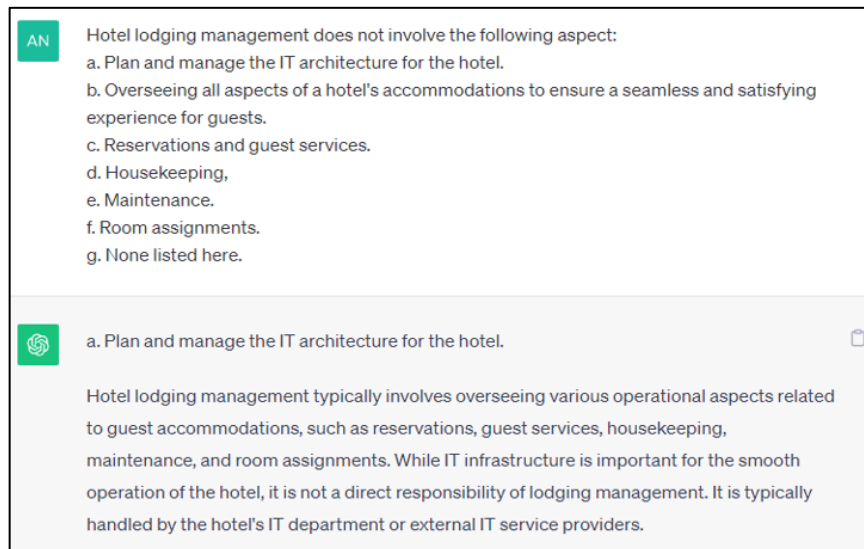 AN
Hotel lodging management does not involve the following aspect:
a. Plan and manage the IT architecture for the hotel.
b. Overseeing all aspects of a hotel's accommodations to ensure a seamless and satisfying
experience for guests.
c. Reservations and guest services.
d. Housekeeping,
e. Maintenance.
f. Room assignments.
g. None listed here.
a. Plan and manage the IT architecture for the hotel.
Hotel lodging management typically involves overseeing various operational aspects related
to guest accommodations, such as reservations, guest services, housekeeping,
maintenance, and room assignments. While IT infrastructure is important for the smooth
operation of the hotel, it is not a direct responsibility of lodging management. It is typically
handled by the hotel's IT department or external IT service providers.